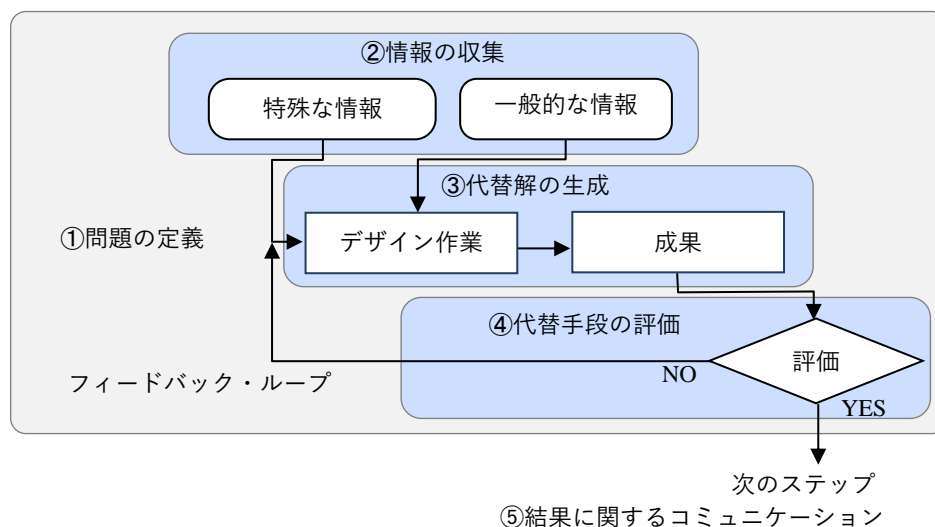 ②情報の収集
特殊な情報
一般的な情報
③代替解の生成
①問題の定義
デザイン作業
成果
④代替手段の評価
評価
NO
フィードバック・ループ
YES
次のステップ
⑤結果に関するコミュニケーション